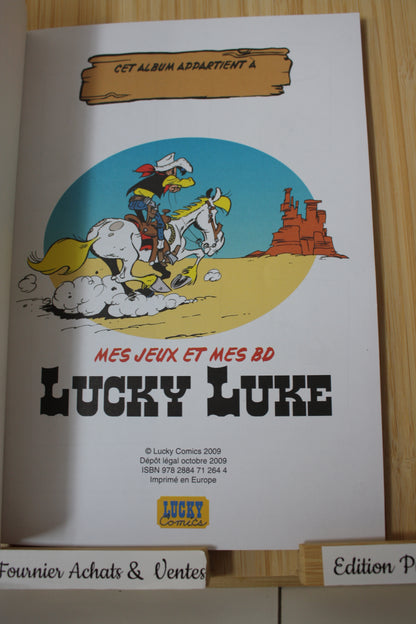 CET ALBUM APPARTIENT A
MES JEUX ET MES BD
LUCKY LUKE
© Lucky Comics 2009
Dépôt légal octobre 2009
ISBN 978 2884 71 264 4
Imprimé en Europe
LUCKY
Comics
Fournier Achats & Ventes
Edition P